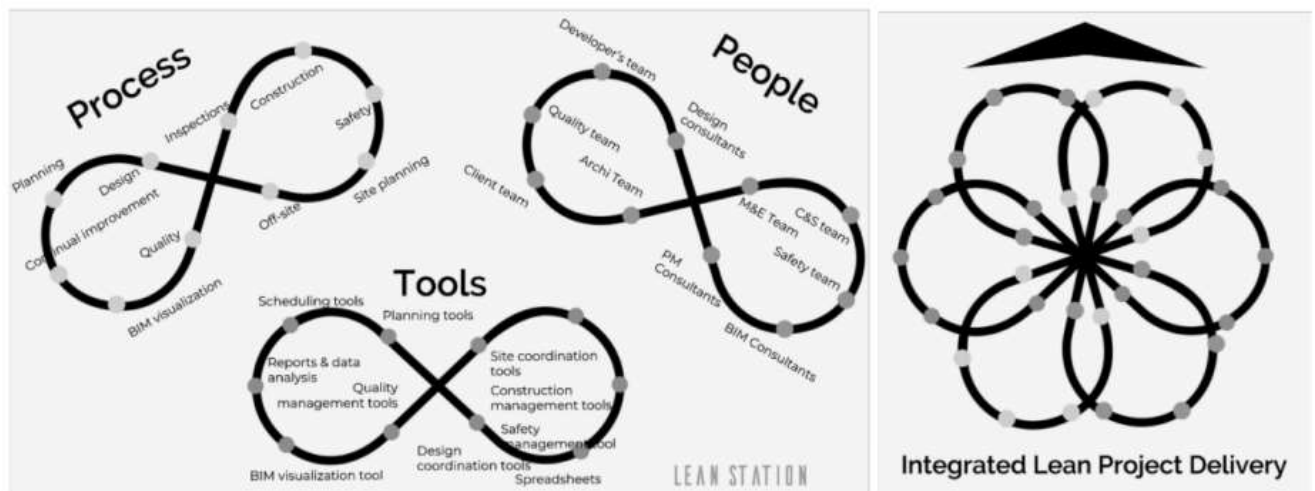 Process
Planning
Design
Inspections
Construction
Safety
Site planning
Off-site
Continual improvement
Quality
BIM visualization
People
Developer's team
Design
consultants
Quality team
Archi Team
Client team
M&E Team
C&S team
Safety team
PM
Consultants
BIM Consultants
Tools
Scheduling tools
Planning tools
Reports & data
analysis
Quality
management tools
Site coordination
tools
Construction
management tools
Safety
management tool
Design
coordination tools
BIM visualization tool
Spreadsheets
LEAN STATION
Integrated Lean Project Delivery